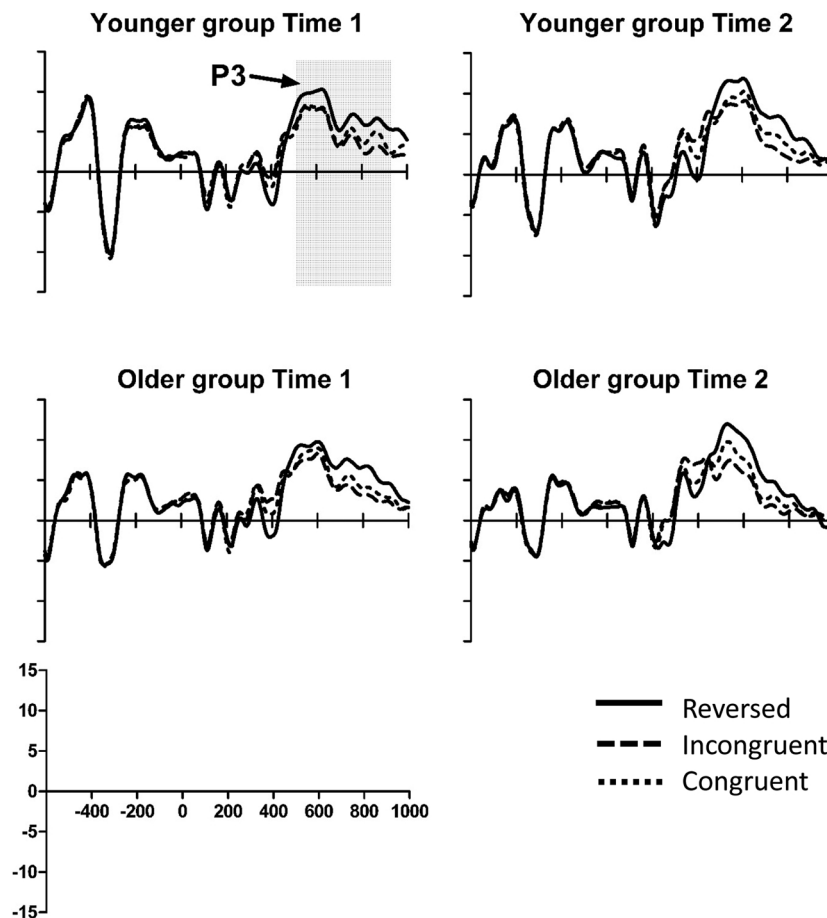 Younger group Time 1
Younger group Time 2
P3
Older group Time 1
Older group Time 2
15
10
5
0
-5
-10
-15
-400 -200 0 200 400 600 800 1000
Reversed
Incongruent
Congruent